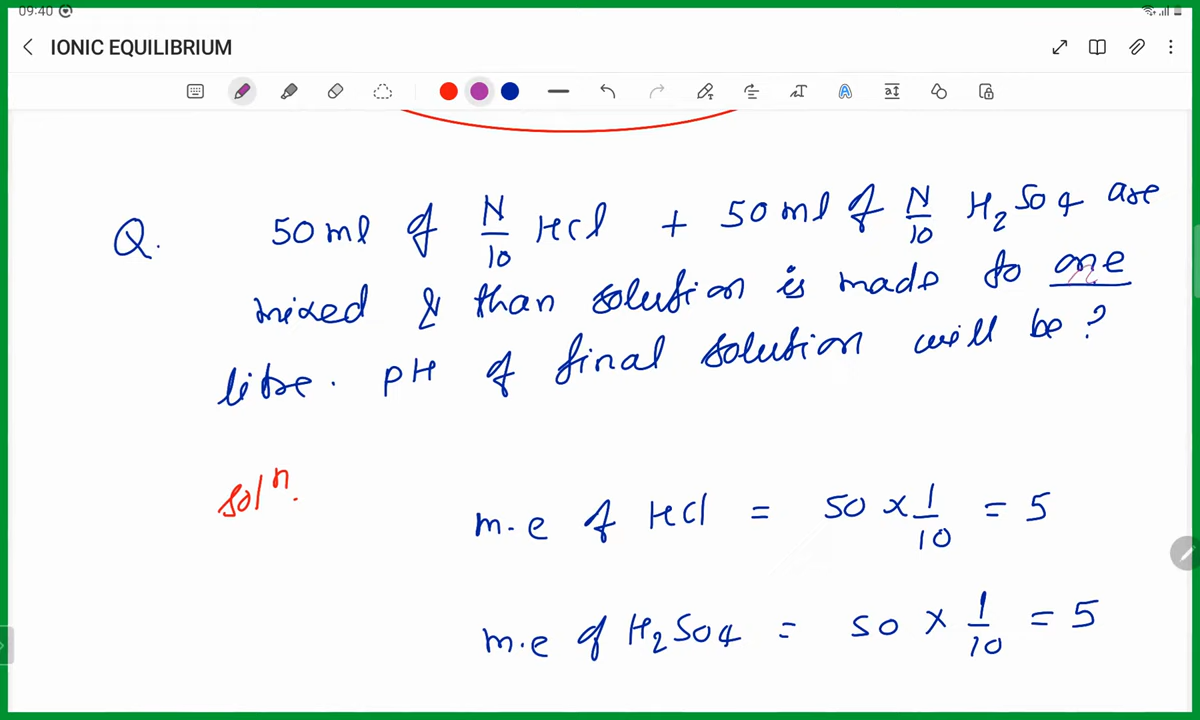 09:40
IONIC EQUILIBRIUM
Q. 50 ml of N/10 HCl + 50 ml of N/10 H2SO4 are
mixed & than solution is made to one
litre. pH of final solution will be?
Soln.
m.e of HCl = 50 × 1/10 = 5
m.e of H2SO4 = 50 × 1/10 = 5